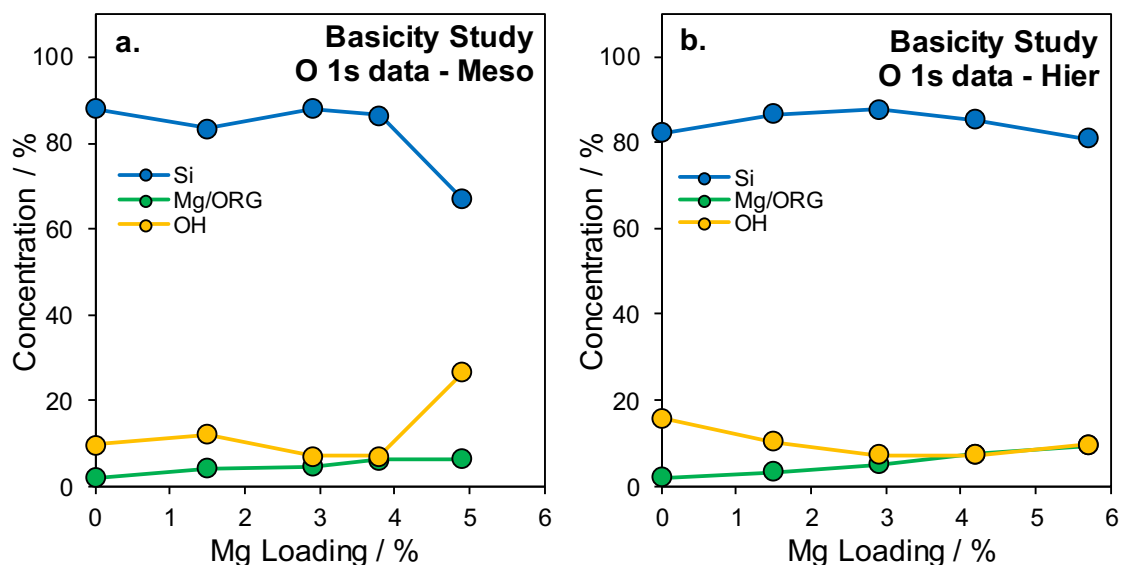 a.
Basicity Study
O 1s data - Meso
Concentration / %
100
80
60
40
20
0
Si
Mg/ORG
OH
0 1 2 3 4 5 6
Mg Loading / %
b.
Basicity Study
O 1s data - Hier
Concentration / %
100
80
60
40
20
0
Si
Mg/ORG
OH
0 1 2 3 4 5 6
Mg Loading / %